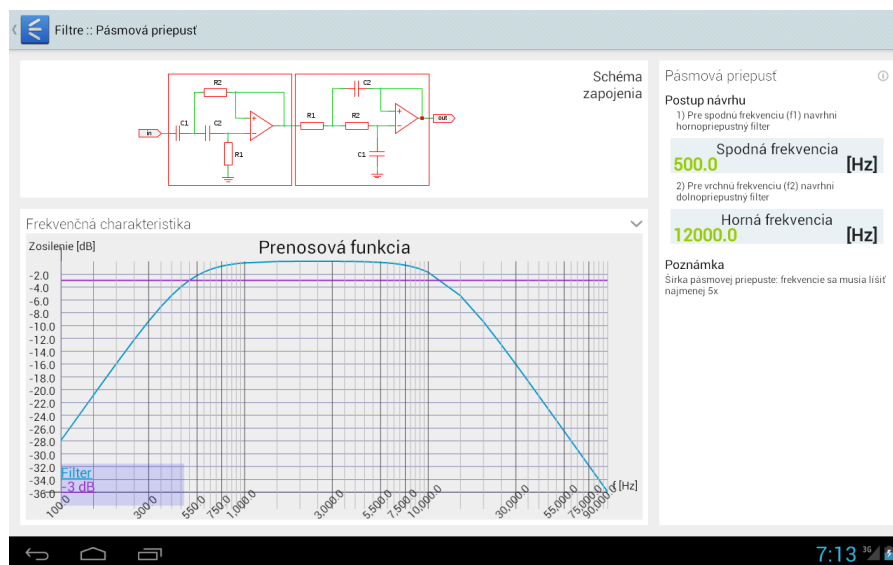 Filtre :: Pásmová priepusť
Schéma
zapojenia
R2
C1
C2
R1
in
C2
R1
R2
C1
out
Frekvenčná charakteristika
Zosilenie [dB]
Prenosová funkcia
-2.0
-4.0
-6.0
-8.0
-10.0
-12.0
-14.0
-16.0
-18.0
-20.0
-22.0
-24.0
-26.0
-28.0
-30.0
-32.0
-34.0
-36.0
Filter
-3 dB
100.0
300.0
550.0
750.0
1,000.0
3,000.0
5,500.0
7,500.0
10,000.0
30,000.0
55,000.0
75,000.0
90,000.0
f [Hz]
Pásmová priepusť
Postup návrhu
1) Pre spodnú frekvenciu (f1) navrhni
hornopriepustný filter
Spodná frekvencia
500.0 [Hz]
2) Pre vrchnú frekvenciu (f2) navrhni
dolnopriepustný filter
Horná frekvencia
12000.0 [Hz]
Poznámka
Šírka pásmovej priepuste: frekvencie sa musia líšiť
najmenej 5x
7:13 3G